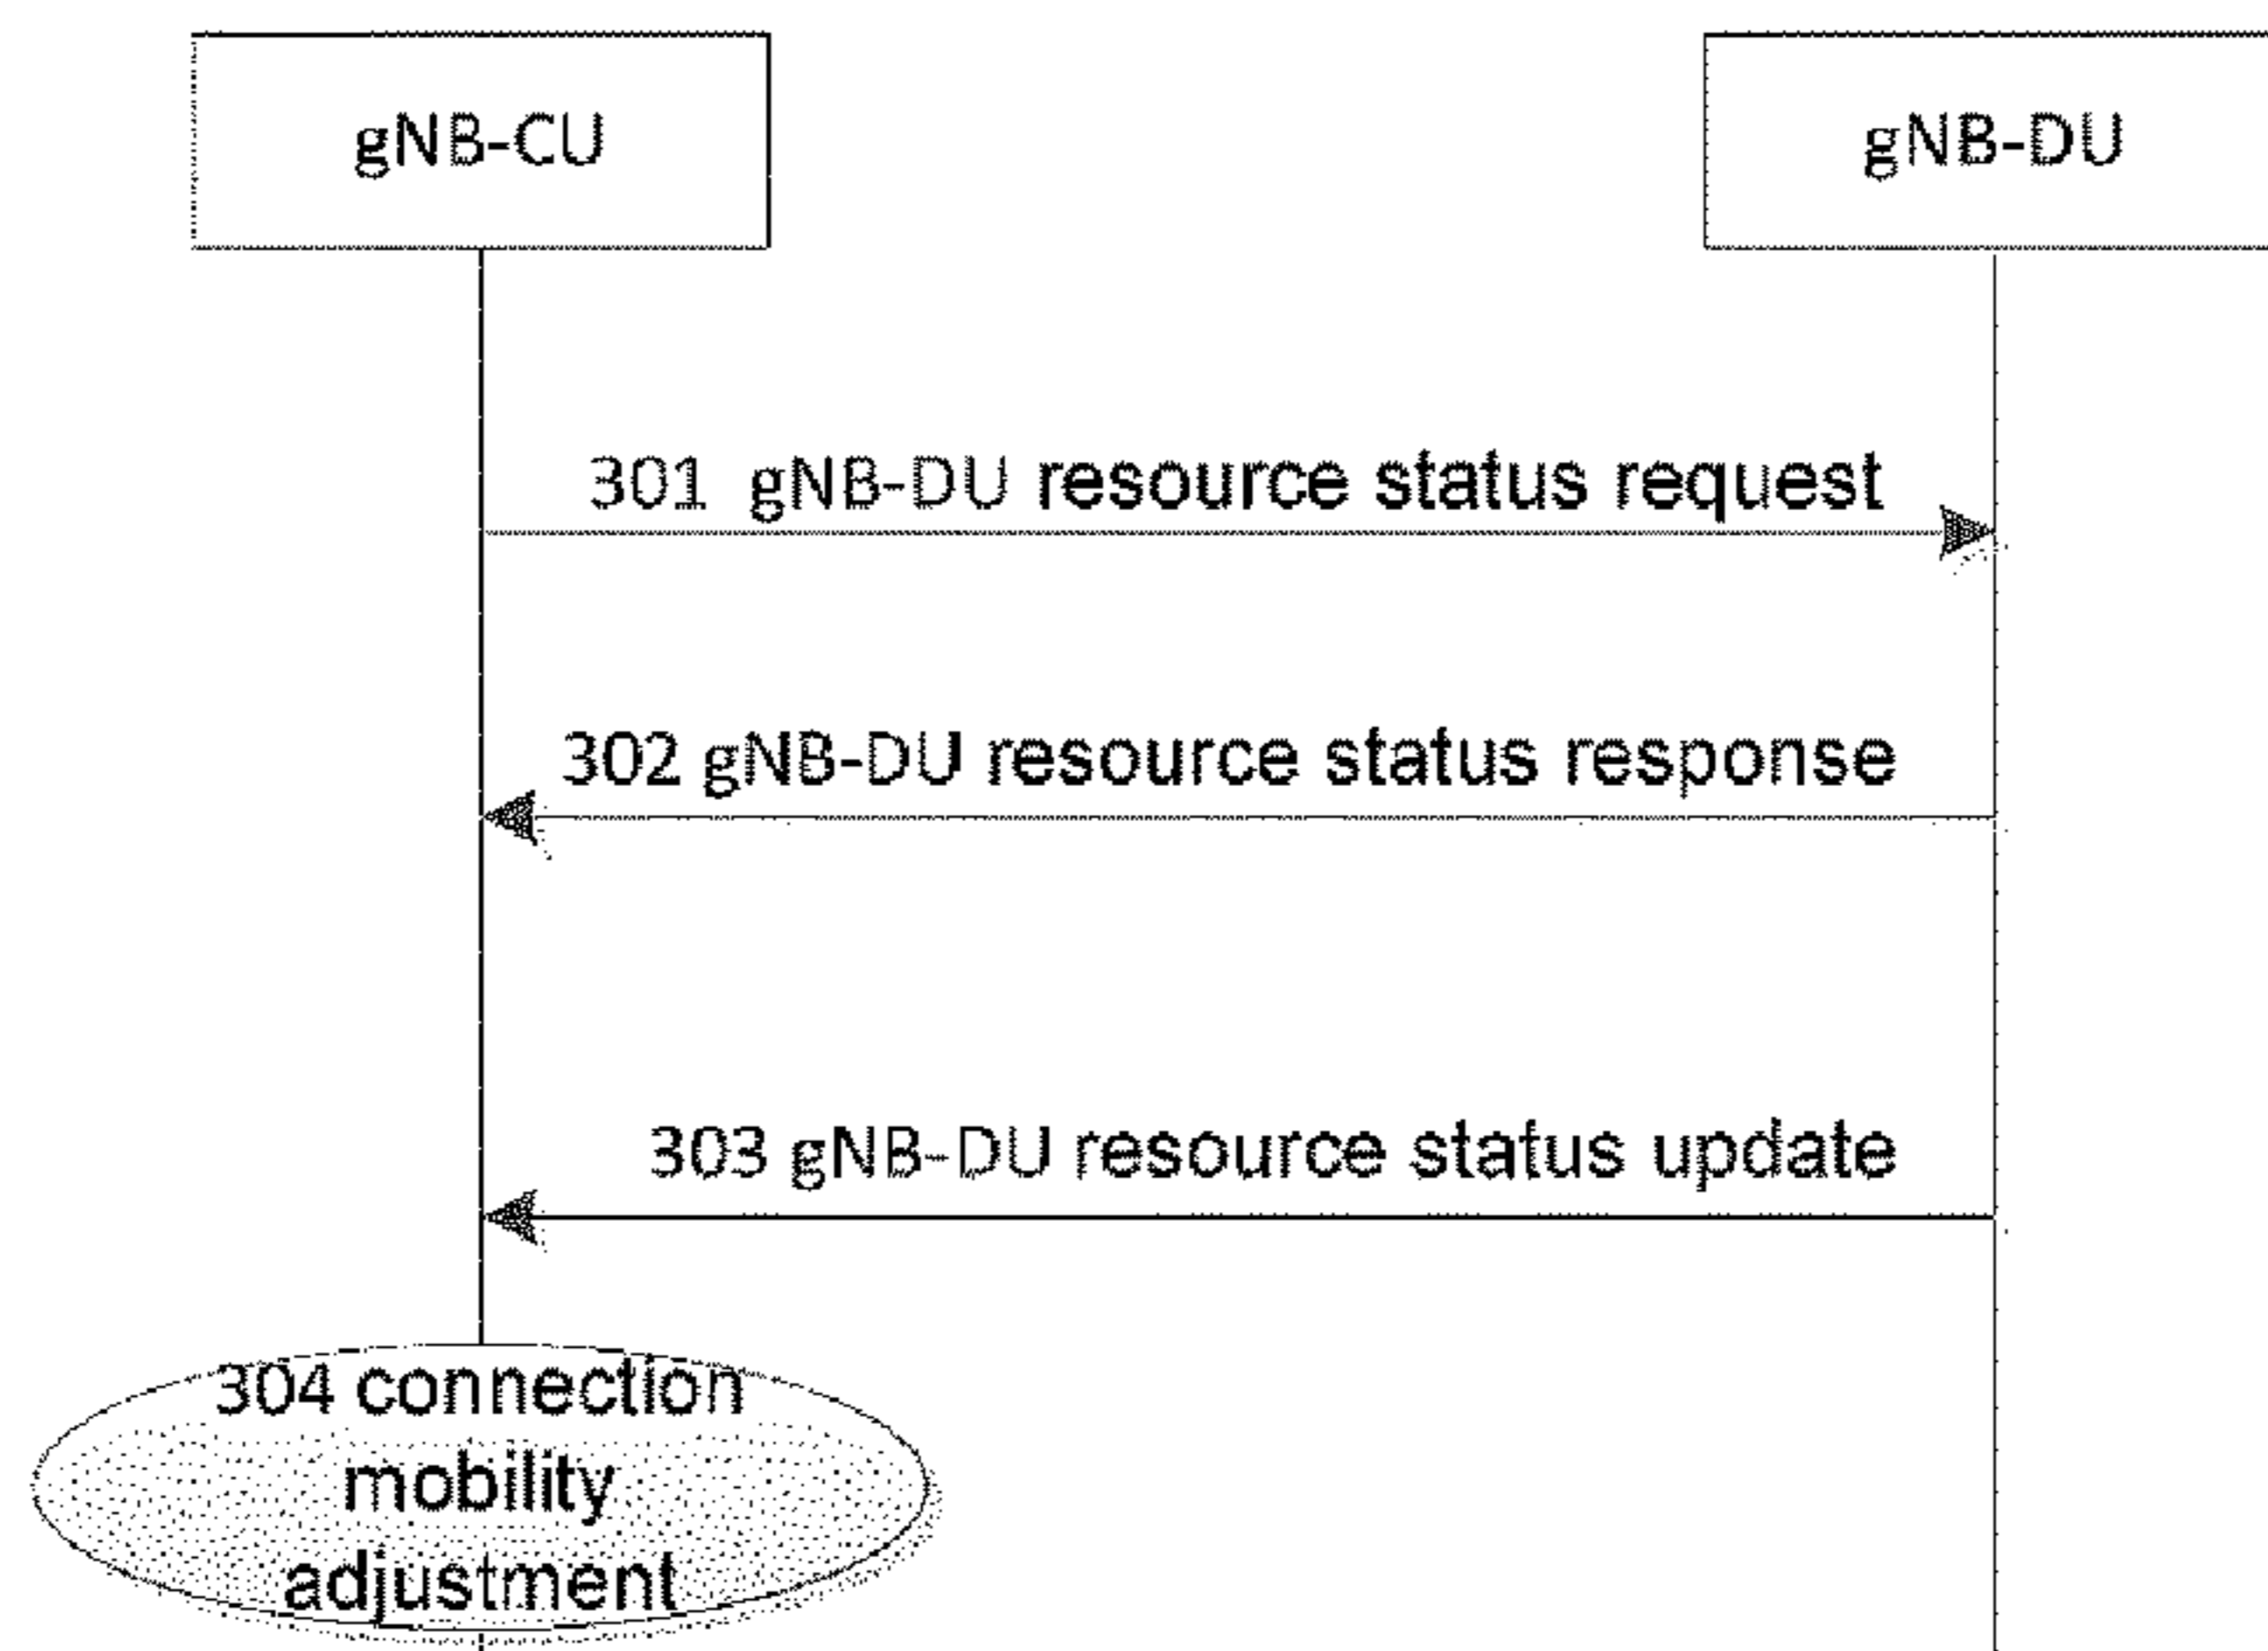 gNB-CU
gNB-DU
301 gNB-DU resource status request
302 gNB-DU resource status response
303 gNB-DU resource status update
304 connection
mobility
adjustment